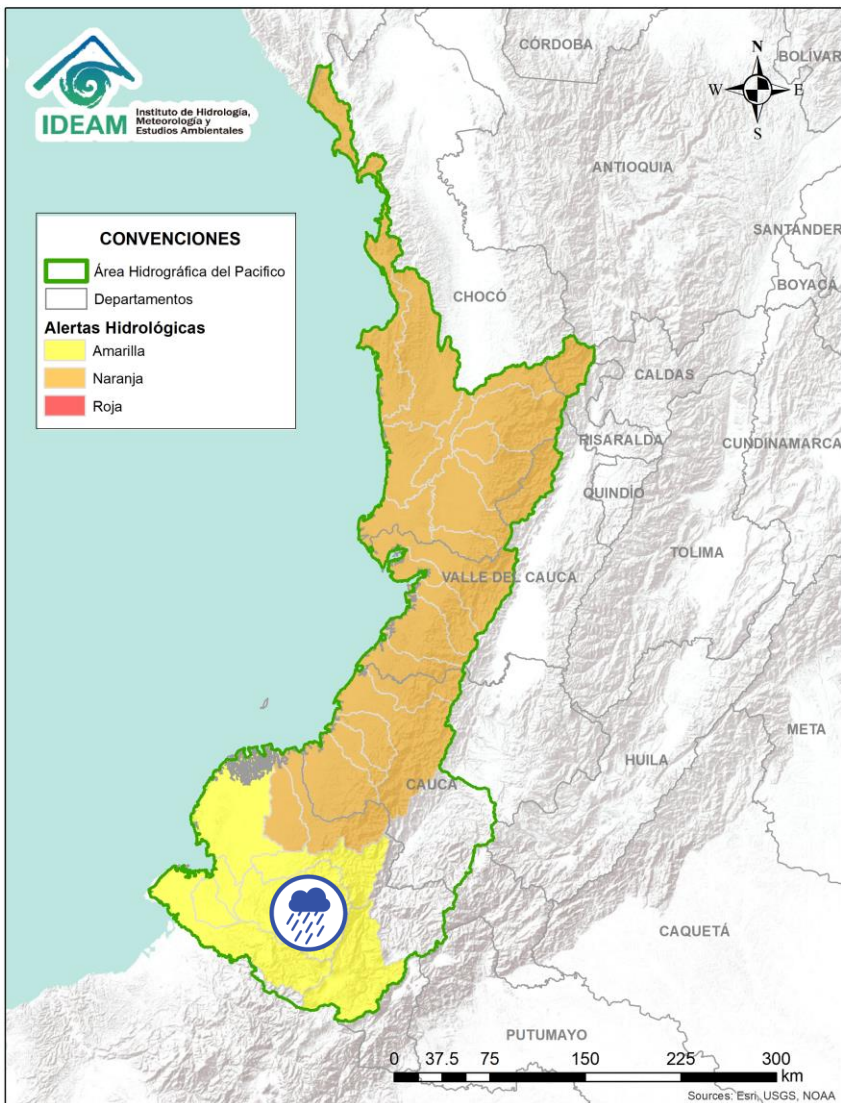 IDEAM
Instituto de Hidrología,
Meteorología y
Estudios Ambientales
CÓRDOBA
BOLÍVAR
N
W
E
S
ANTIOQUIA
SANTANDER
BOYACÁ
CONVENCIONES
Área Hidrográfica del Pacifico
Departamentos
Alertas Hidrológicas
Amarilla
Naranja
Roja
CHOCÓ
CALDAS
RISARALDA
CUNDINAMARCA
QUINDÍO
TOLIMA
VALLE DEL CAUCA
META
HUILA
CAUCA
CAQUETÁ
PUTUMAYO
0 37.5 75 150 225 300
km
Sources: Esri, USGS, NOAA